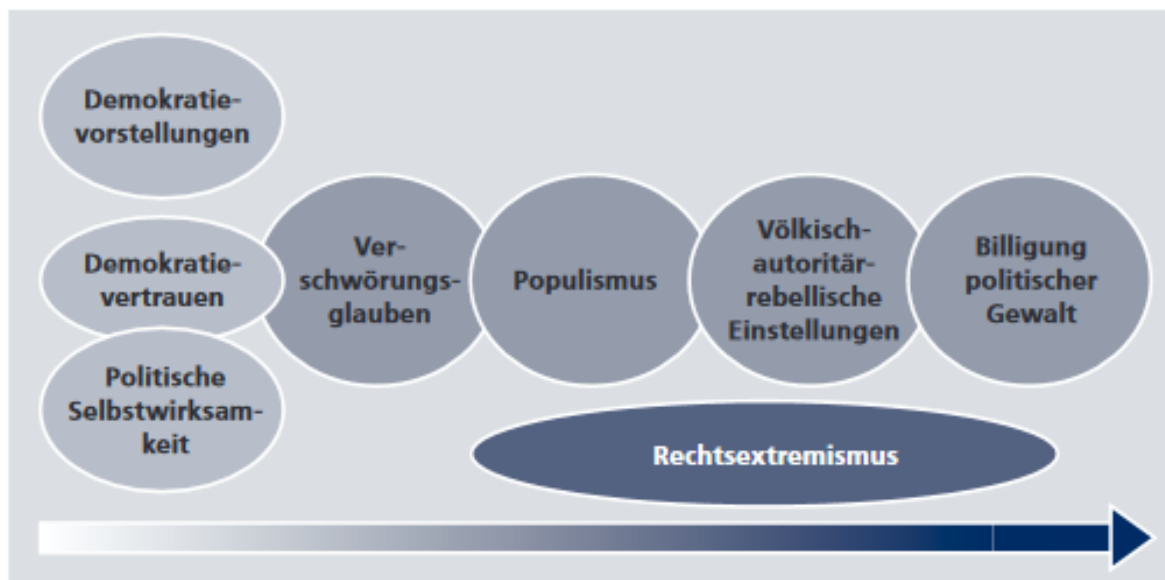 Demokratie-
vorstellungen
Demokratie-
vertrauen
Politische
Selbstwirksam-
keit
Ver-
schwörungs-
glauben
Populismus
Völkisch-
autoritär-
rebellische
Einstellungen
Billigung
politischer
Gewalt
Rechtsextremismus